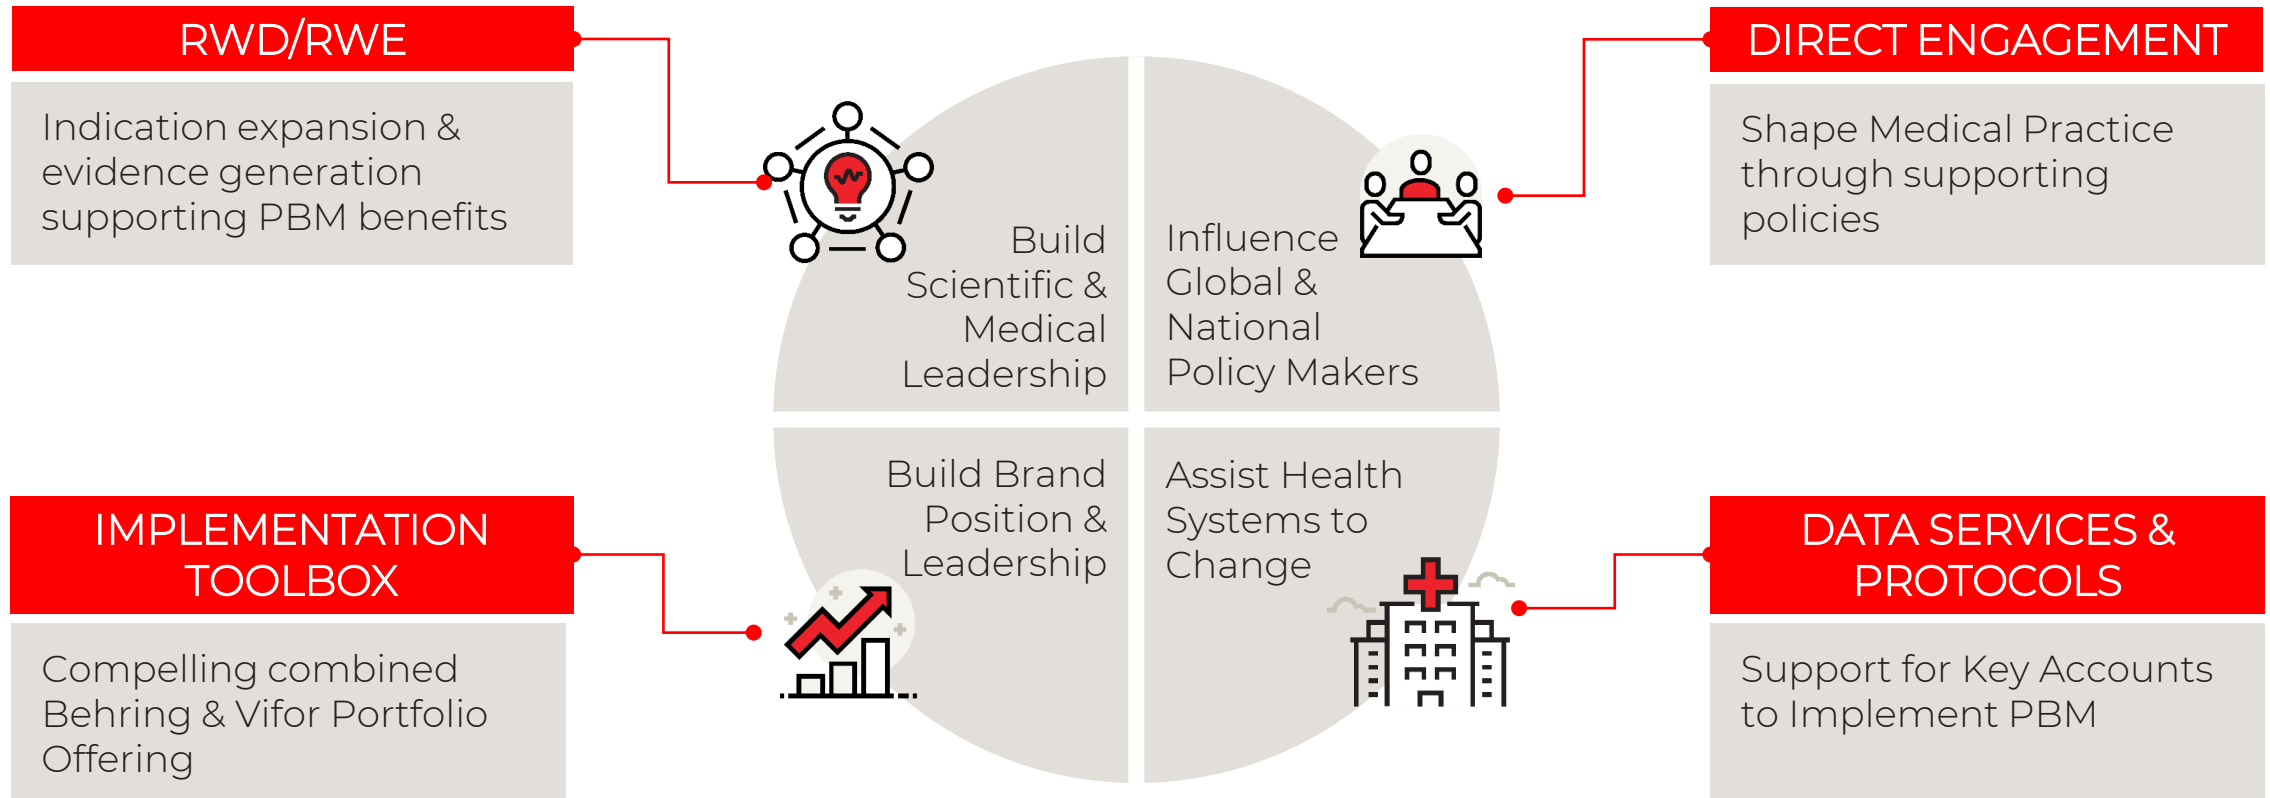 RWD/RWE
Indication expansion &
evidence generation
supporting PBM benefits
DIRECT ENGAGEMENT
Shape Medical Practice
through supporting
policies
Build
Scientific &
Medical
Leadership
Influence
Global &
National
Policy Makers
Build Brand
Position &
Leadership
Assist Health
Systems to
Change
IMPLEMENTATION
TOOLBOX
Compelling combined
Behring & Vifor Portfolio
Offering
DATA SERVICES &
PROTOCOLS
Support for Key Accounts
to Implement PBM